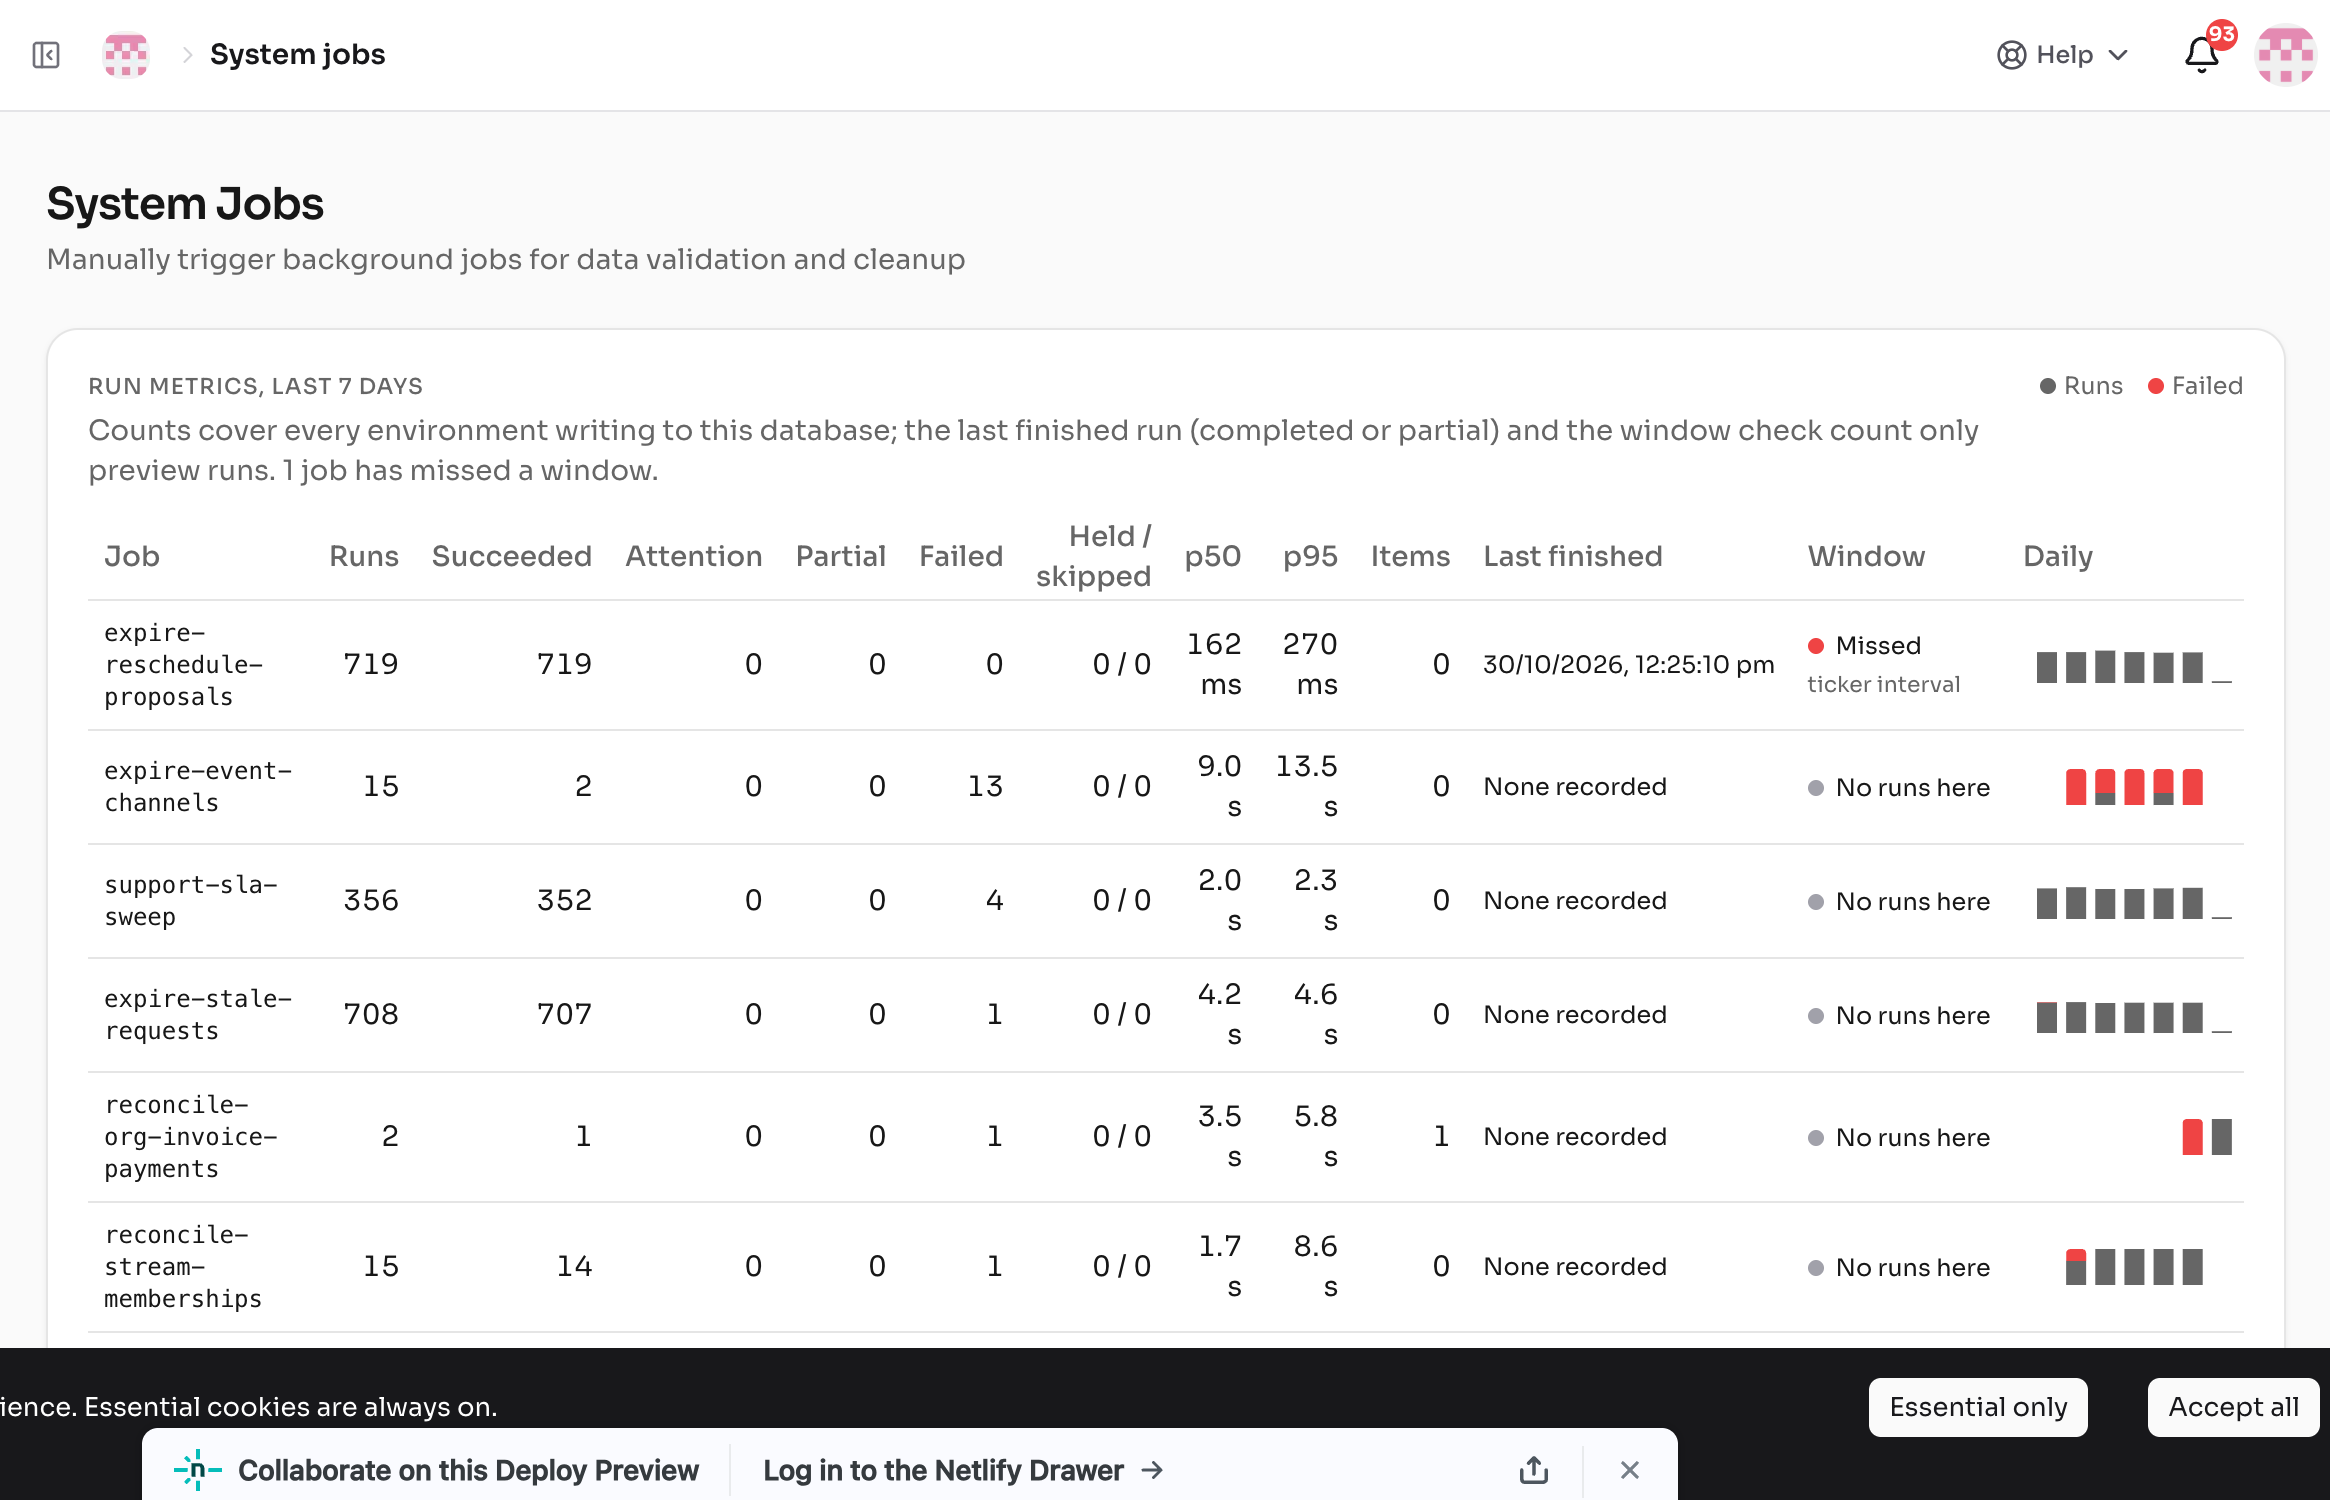 System jobs
Help
93
System Jobs
Manually trigger background jobs for data validation and cleanup
RUN METRICS, LAST 7 DAYS
Runs
Failed
Counts cover every environment writing to this database; the last finished run (completed or partial) and the window check count only
preview runs. 1 job has missed a window.
Job Runs Succeeded Attention Partial Failed Held / skipped p50 p95 Items Last finished Window Daily
expire-reschedule-proposals 719 719 0 0 0 0 / 0 162 ms 270 ms 0 30/10/2026, 12:25:10 pm Missed ticker interval
expire-event-channels 15 2 0 0 13 0 / 0 9.0 s 13.5 s 0 None recorded No runs here
support-sla-sweep 356 352 0 0 4 0 / 0 2.0 s 2.3 s 0 None recorded No runs here
expire-stale-requests 708 707 0 0 1 0 / 0 4.2 s 4.6 s 0 None recorded No runs here
reconcile-org-invoice-payments 2 1 0 0 1 0 / 0 3.5 s 5.8 s 1 None recorded No runs here
reconcile-stream-memberships 15 14 0 0 1 0 / 0 1.7 s 8.6 s 0 None recorded No runs here
ience. Essential cookies are always on.
Essential only
Accept all
Collaborate on this Deploy Preview
Log in to the Netlify Drawer →